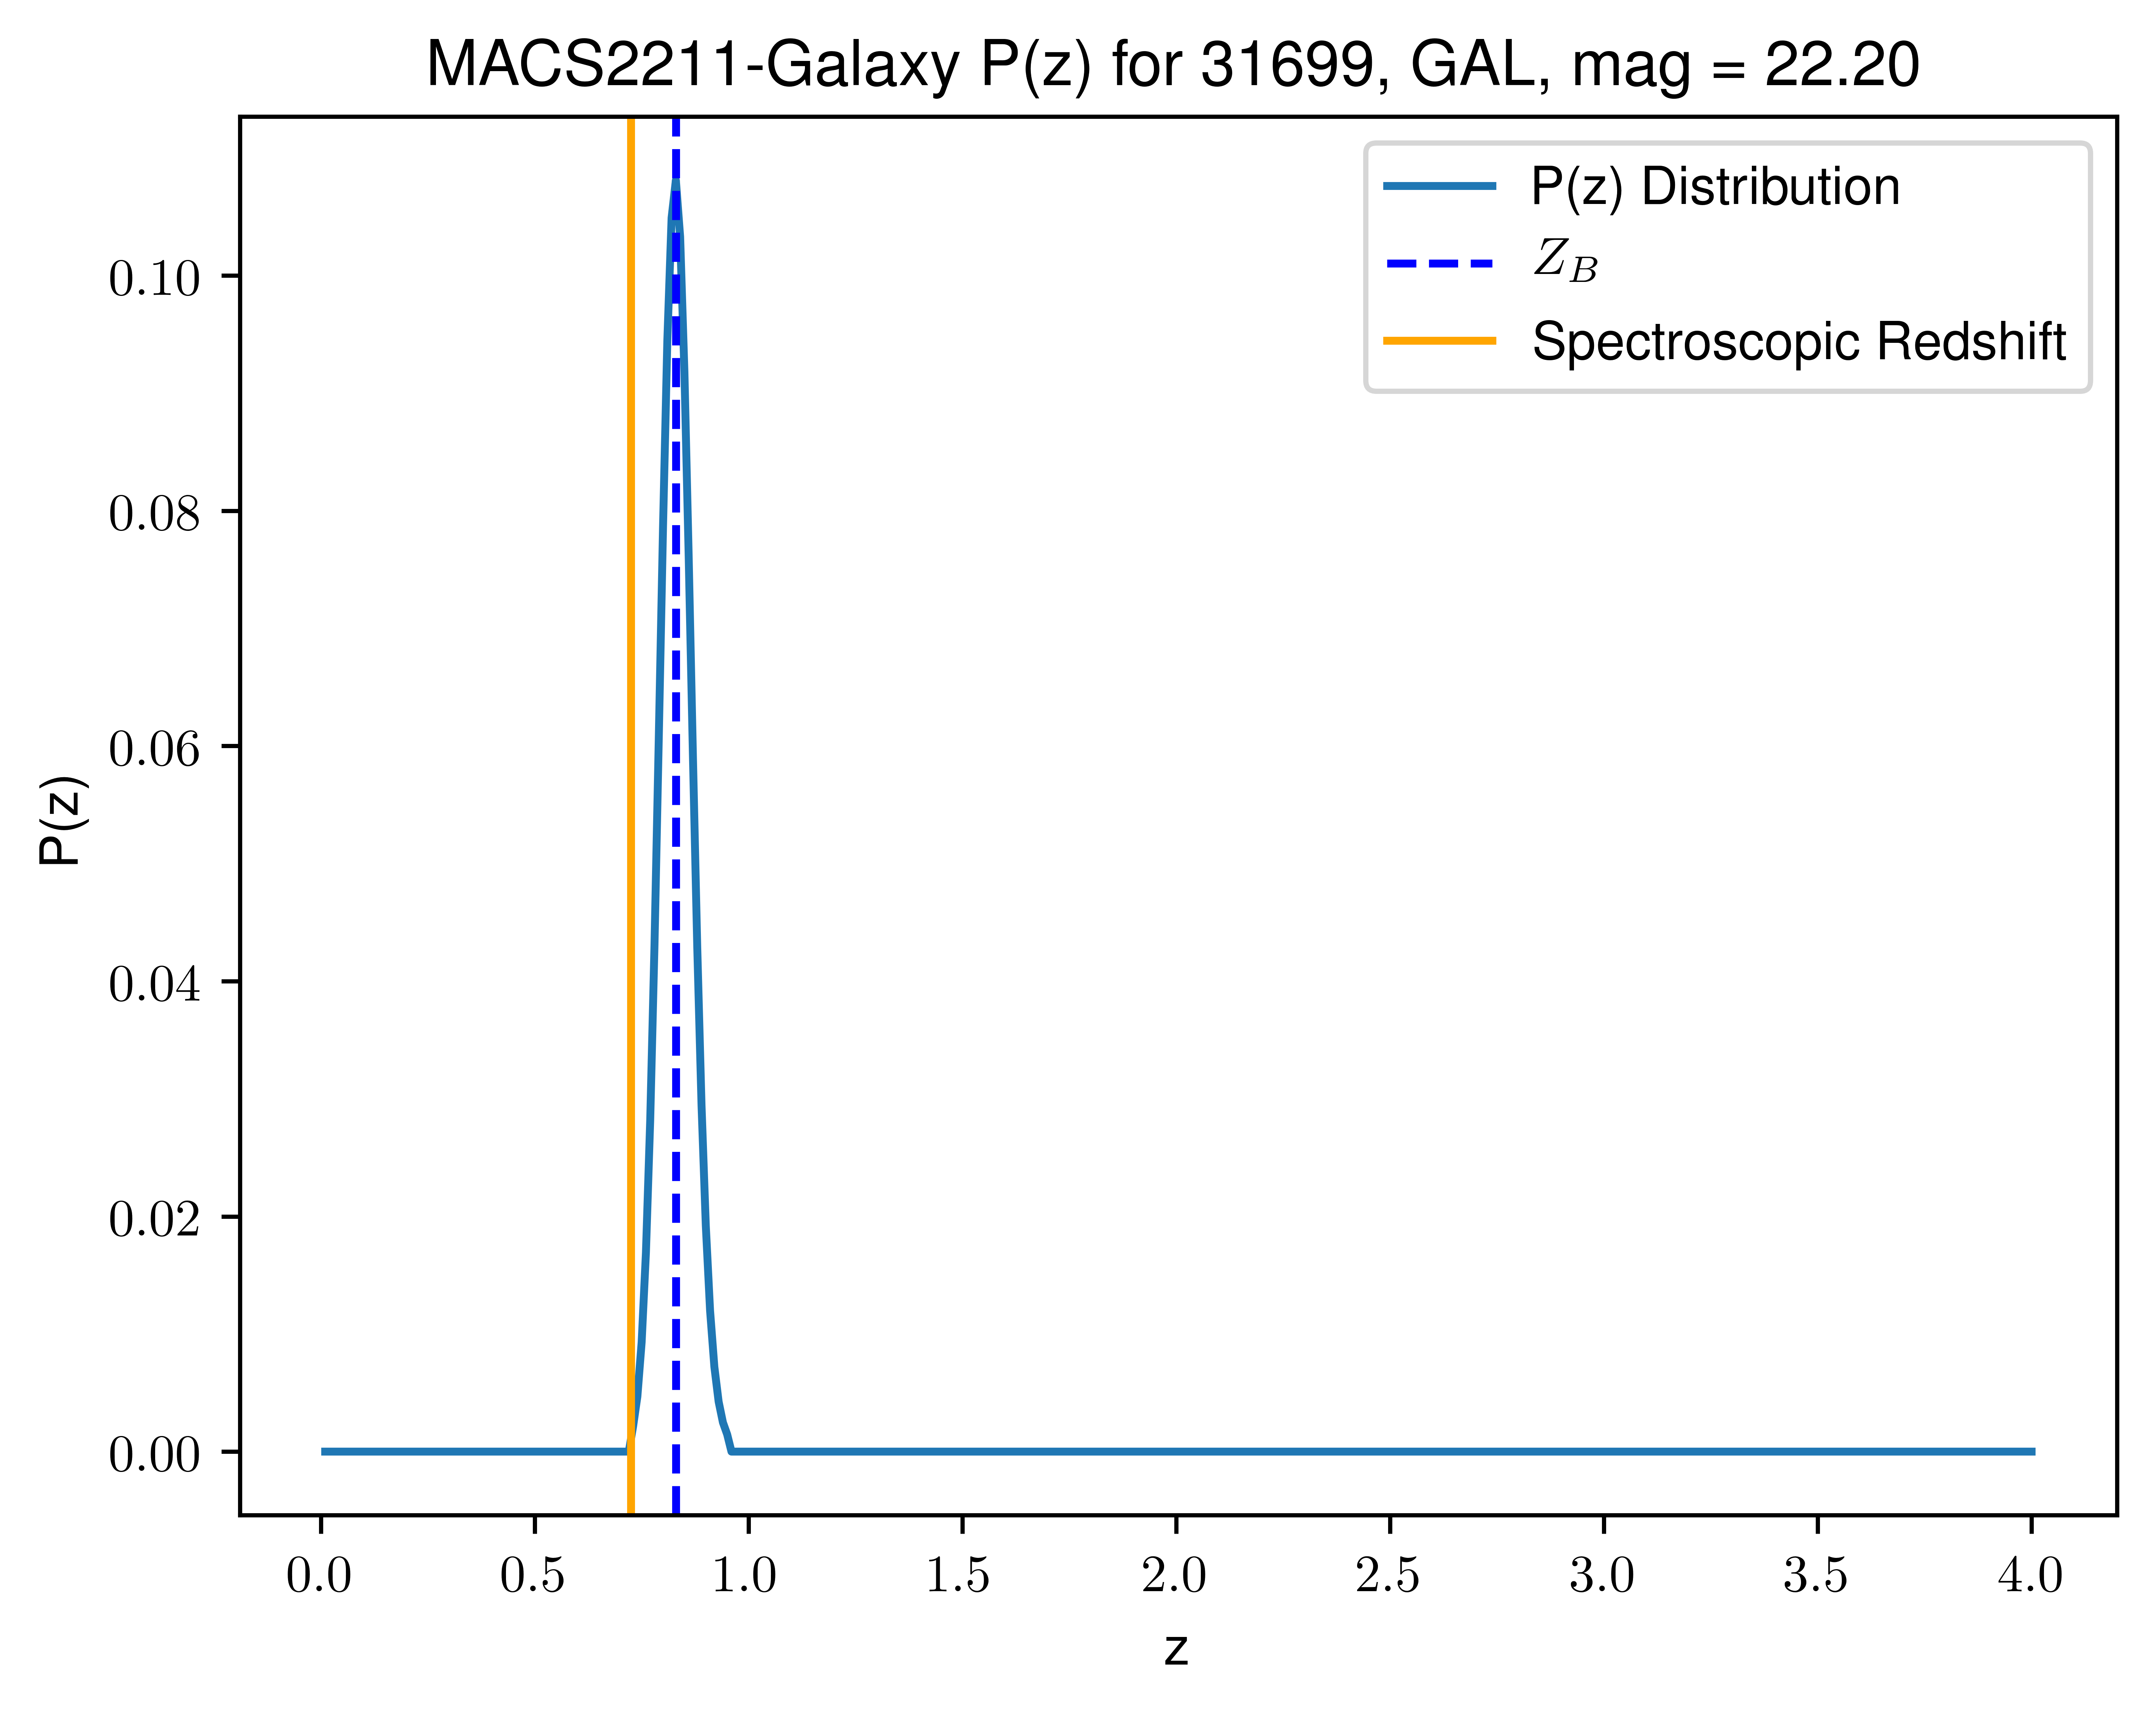 MACS2211-Galaxy P(z) for 31699, GAL, mag = 22.20
P(z) Distribution
Z_B
Spectroscopic Redshift
0.10
0.08
0.06
0.04
0.02
0.00
P(z)
0.0 0.5 1.0 1.5 2.0 2.5 3.0 3.5 4.0
z